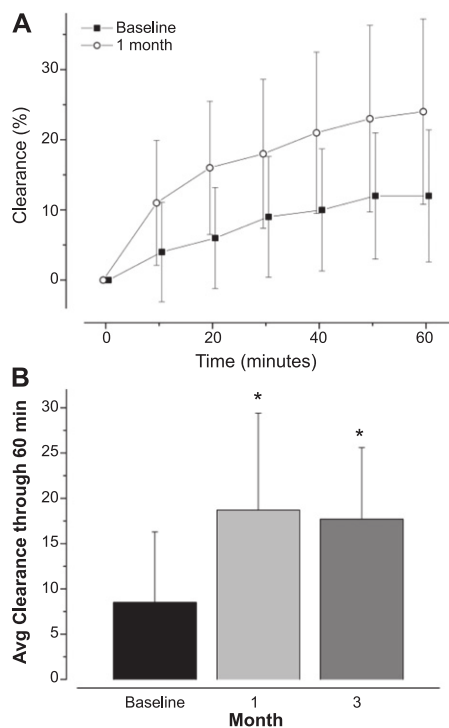 A
Baseline
1 month
30
20
10
0
Clearance (%)
0 20 40 60
Time (minutes)
B
30
25
20
15
10
5
0
Avg Clearance through 60 min
* *
Baseline 1 3
Month